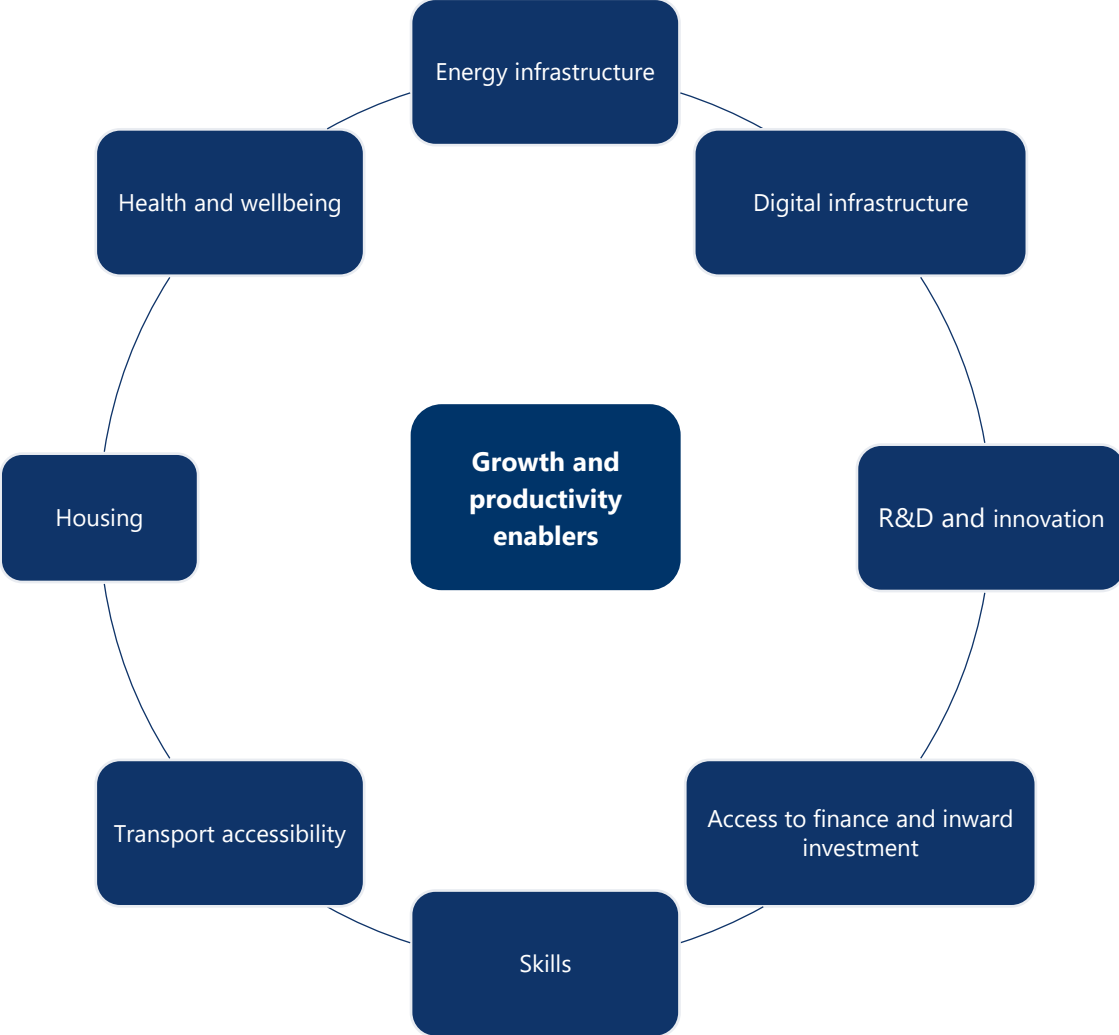 Energy infrastructure
Health and wellbeing
Digital infrastructure
Growth and
productivity
enablers
Housing
R&D and innovation
Transport accessibility
Access to finance and inward
investment
Skills